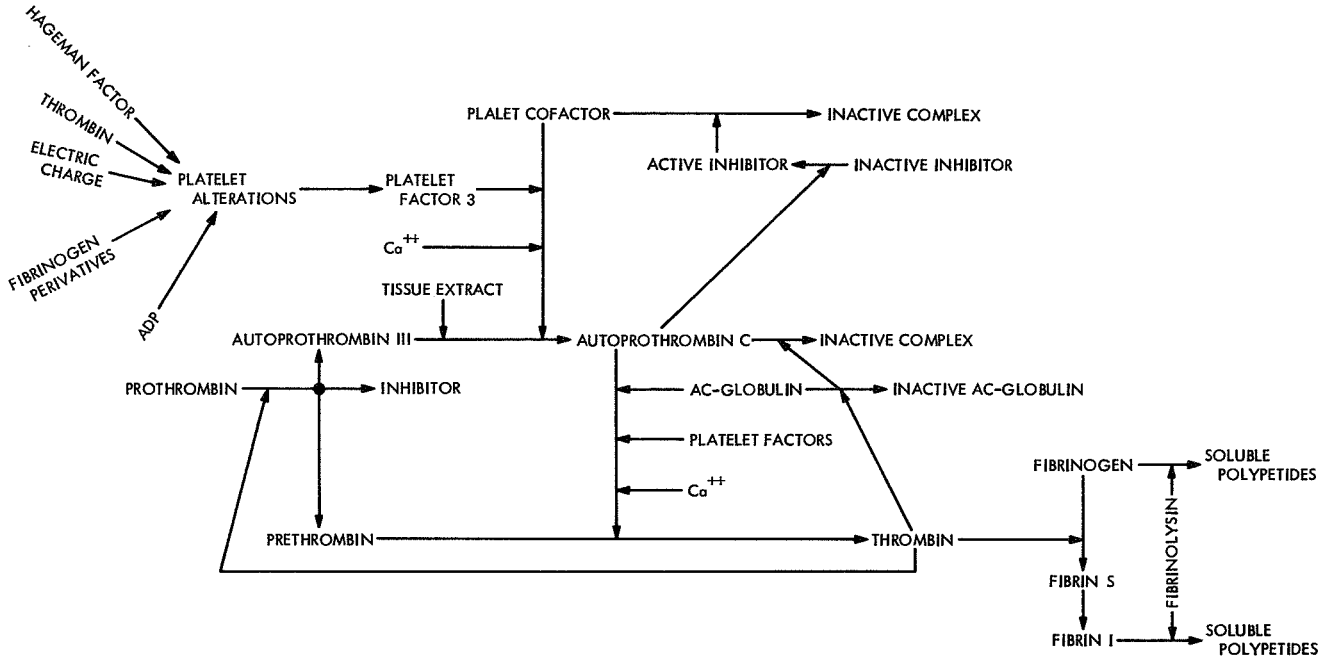 HAGEMAN FACTOR
THROMBIN
ELECTRIC
CHARGE
FIBRINOGEN
PERIVATIVES
ADP
PLATELET
ALTERATIONS
PLATELET
FACTOR 3
PLALET COFACTOR
INACTIVE COMPLEX
ACTIVE INHIBITOR
INACTIVE INHIBITOR
Ca++
TISSUE EXTRACT
AUTOPROTHROMBIN III
AUTOPROTHROMBIN C
INACTIVE COMPLEX
PROTHROMBIN
INHIBITOR
AC-GLOBULIN
INACTIVE AC-GLOBULIN
PLATELET FACTORS
Ca++
PRETHROMBIN
THROMBIN
FIBRINOGEN
SOLUBLE
POLYPETIDES
FIBRINOLYSIN
FIBRIN S
FIBRIN I
SOLUBLE
POLYPETIDES